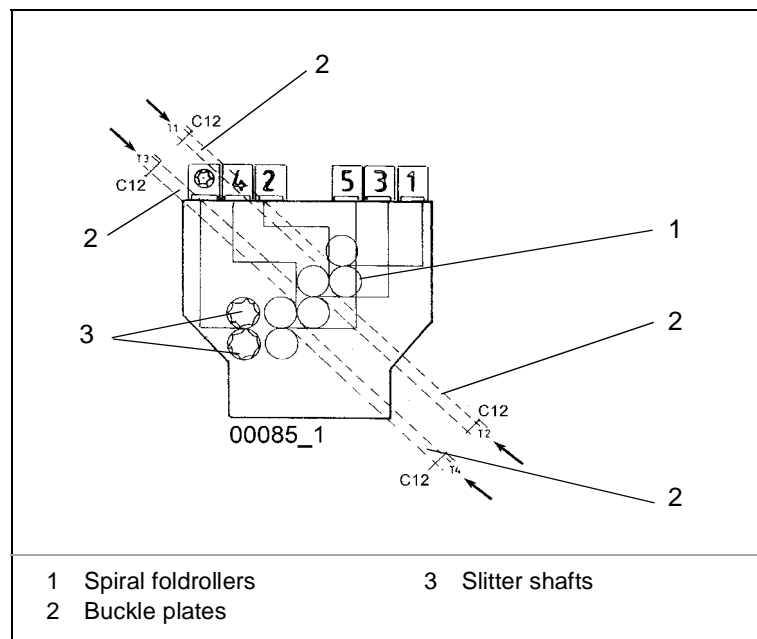 2
T1 C12
T3
C12
4 2 5 3 1
2
1
3
2
C12
T2
00085_1
C12 T4
2
1 Spiral foldrollers
2 Buckle plates
3 Slitter shafts